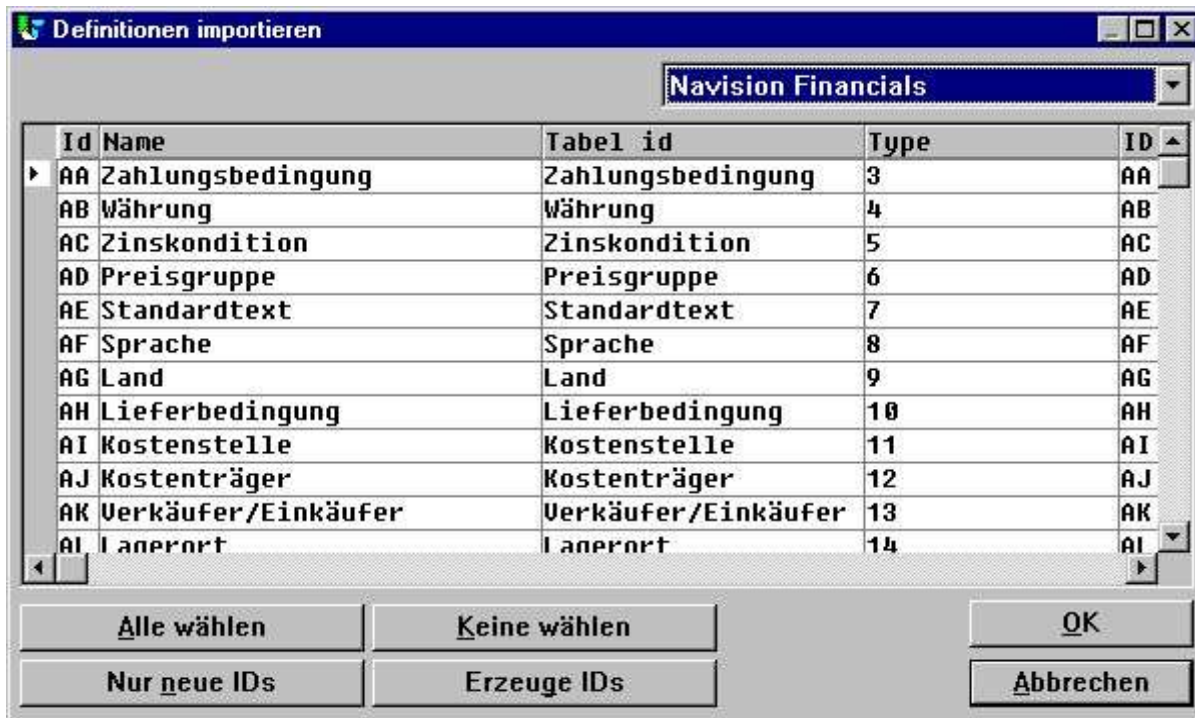 Definitionen importieren
Navision Financials
Id Name Tabel id Type ID
AA Zahlungsbedingung Zahlungsbedingung 3 AA
AB Währung Währung 4 AB
AC Zinskondition Zinskondition 5 AC
AD Preisgruppe Preisgruppe 6 AD
AE Standardtext Standardtext 7 AE
AF Sprache Sprache 8 AF
AG Land Land 9 AG
AH Lieferbedingung Lieferbedingung 10 AH
AI Kostenstelle Kostenstelle 11 AI
AJ Kostenträger Kostenträger 12 AJ
AK Verkäufer/Einkäufer Verkäufer/Einkäufer 13 AK
AL Lagerort Lagerort 14 AL
Alle wählen Keine wählen OK
Nur neue IDs Erzeuge IDs Abbrechen